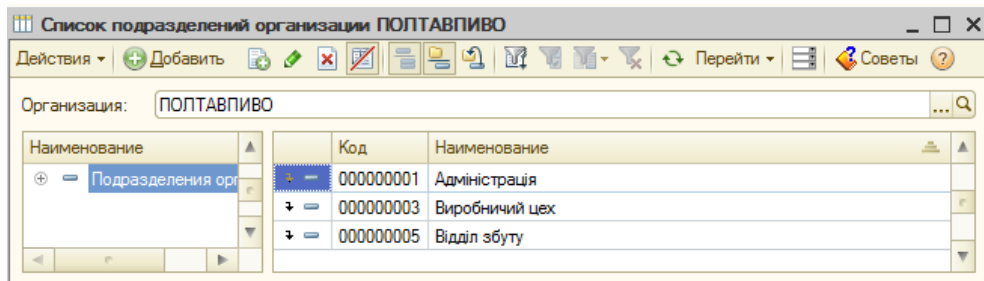 Список подразделений организации ПОЛТАВПИВО
Действия Добавить Перейти Советы ?
Организация: ПОЛТАВПИВО ...
Наименование Код Наименование
Подразделения орг 000000001 Адміністрація
000000003 Виробничий цех
000000005 Відділ збуту